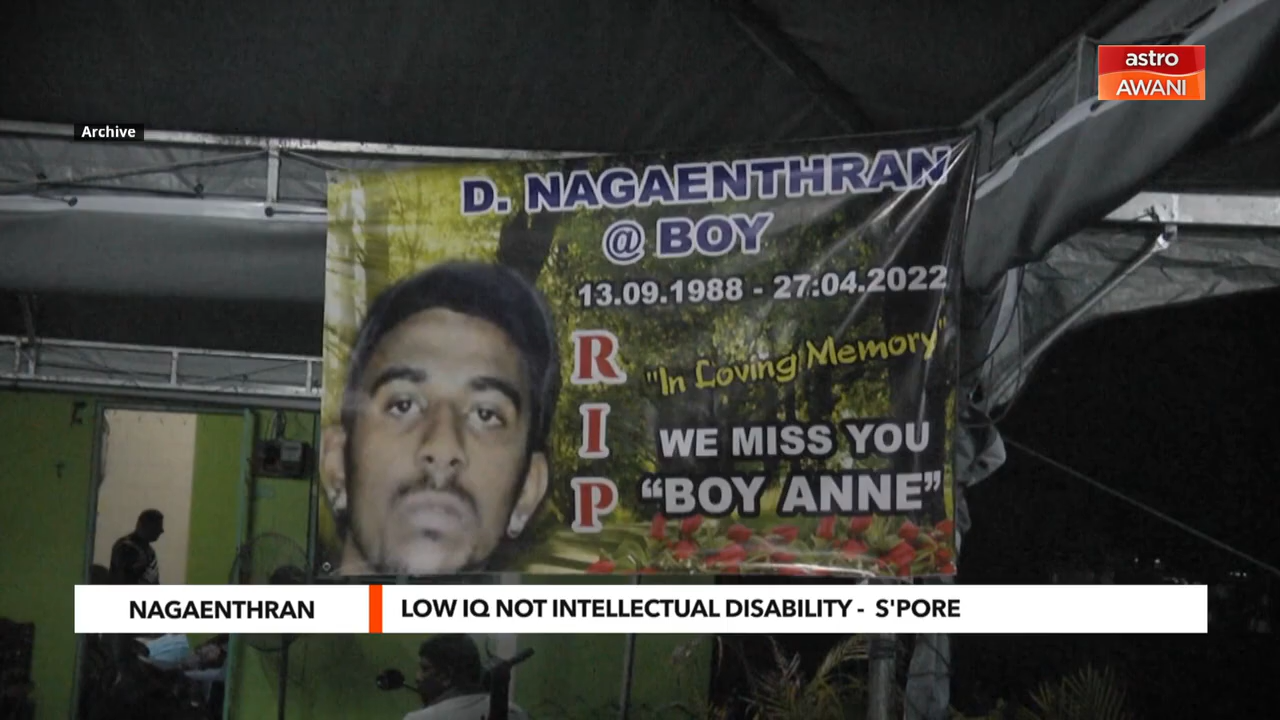 astro
AWANI
Archive
D. NAGAENTHRAN
@ BOY
13.09.1988 - 27.04.2022
R
I
P
"In Loving Memory"
WE MISS YOU
“BOY ANNE”
NAGAENTHRAN
LOW IQ NOT INTELLECTUAL DISABILITY - S'PORE